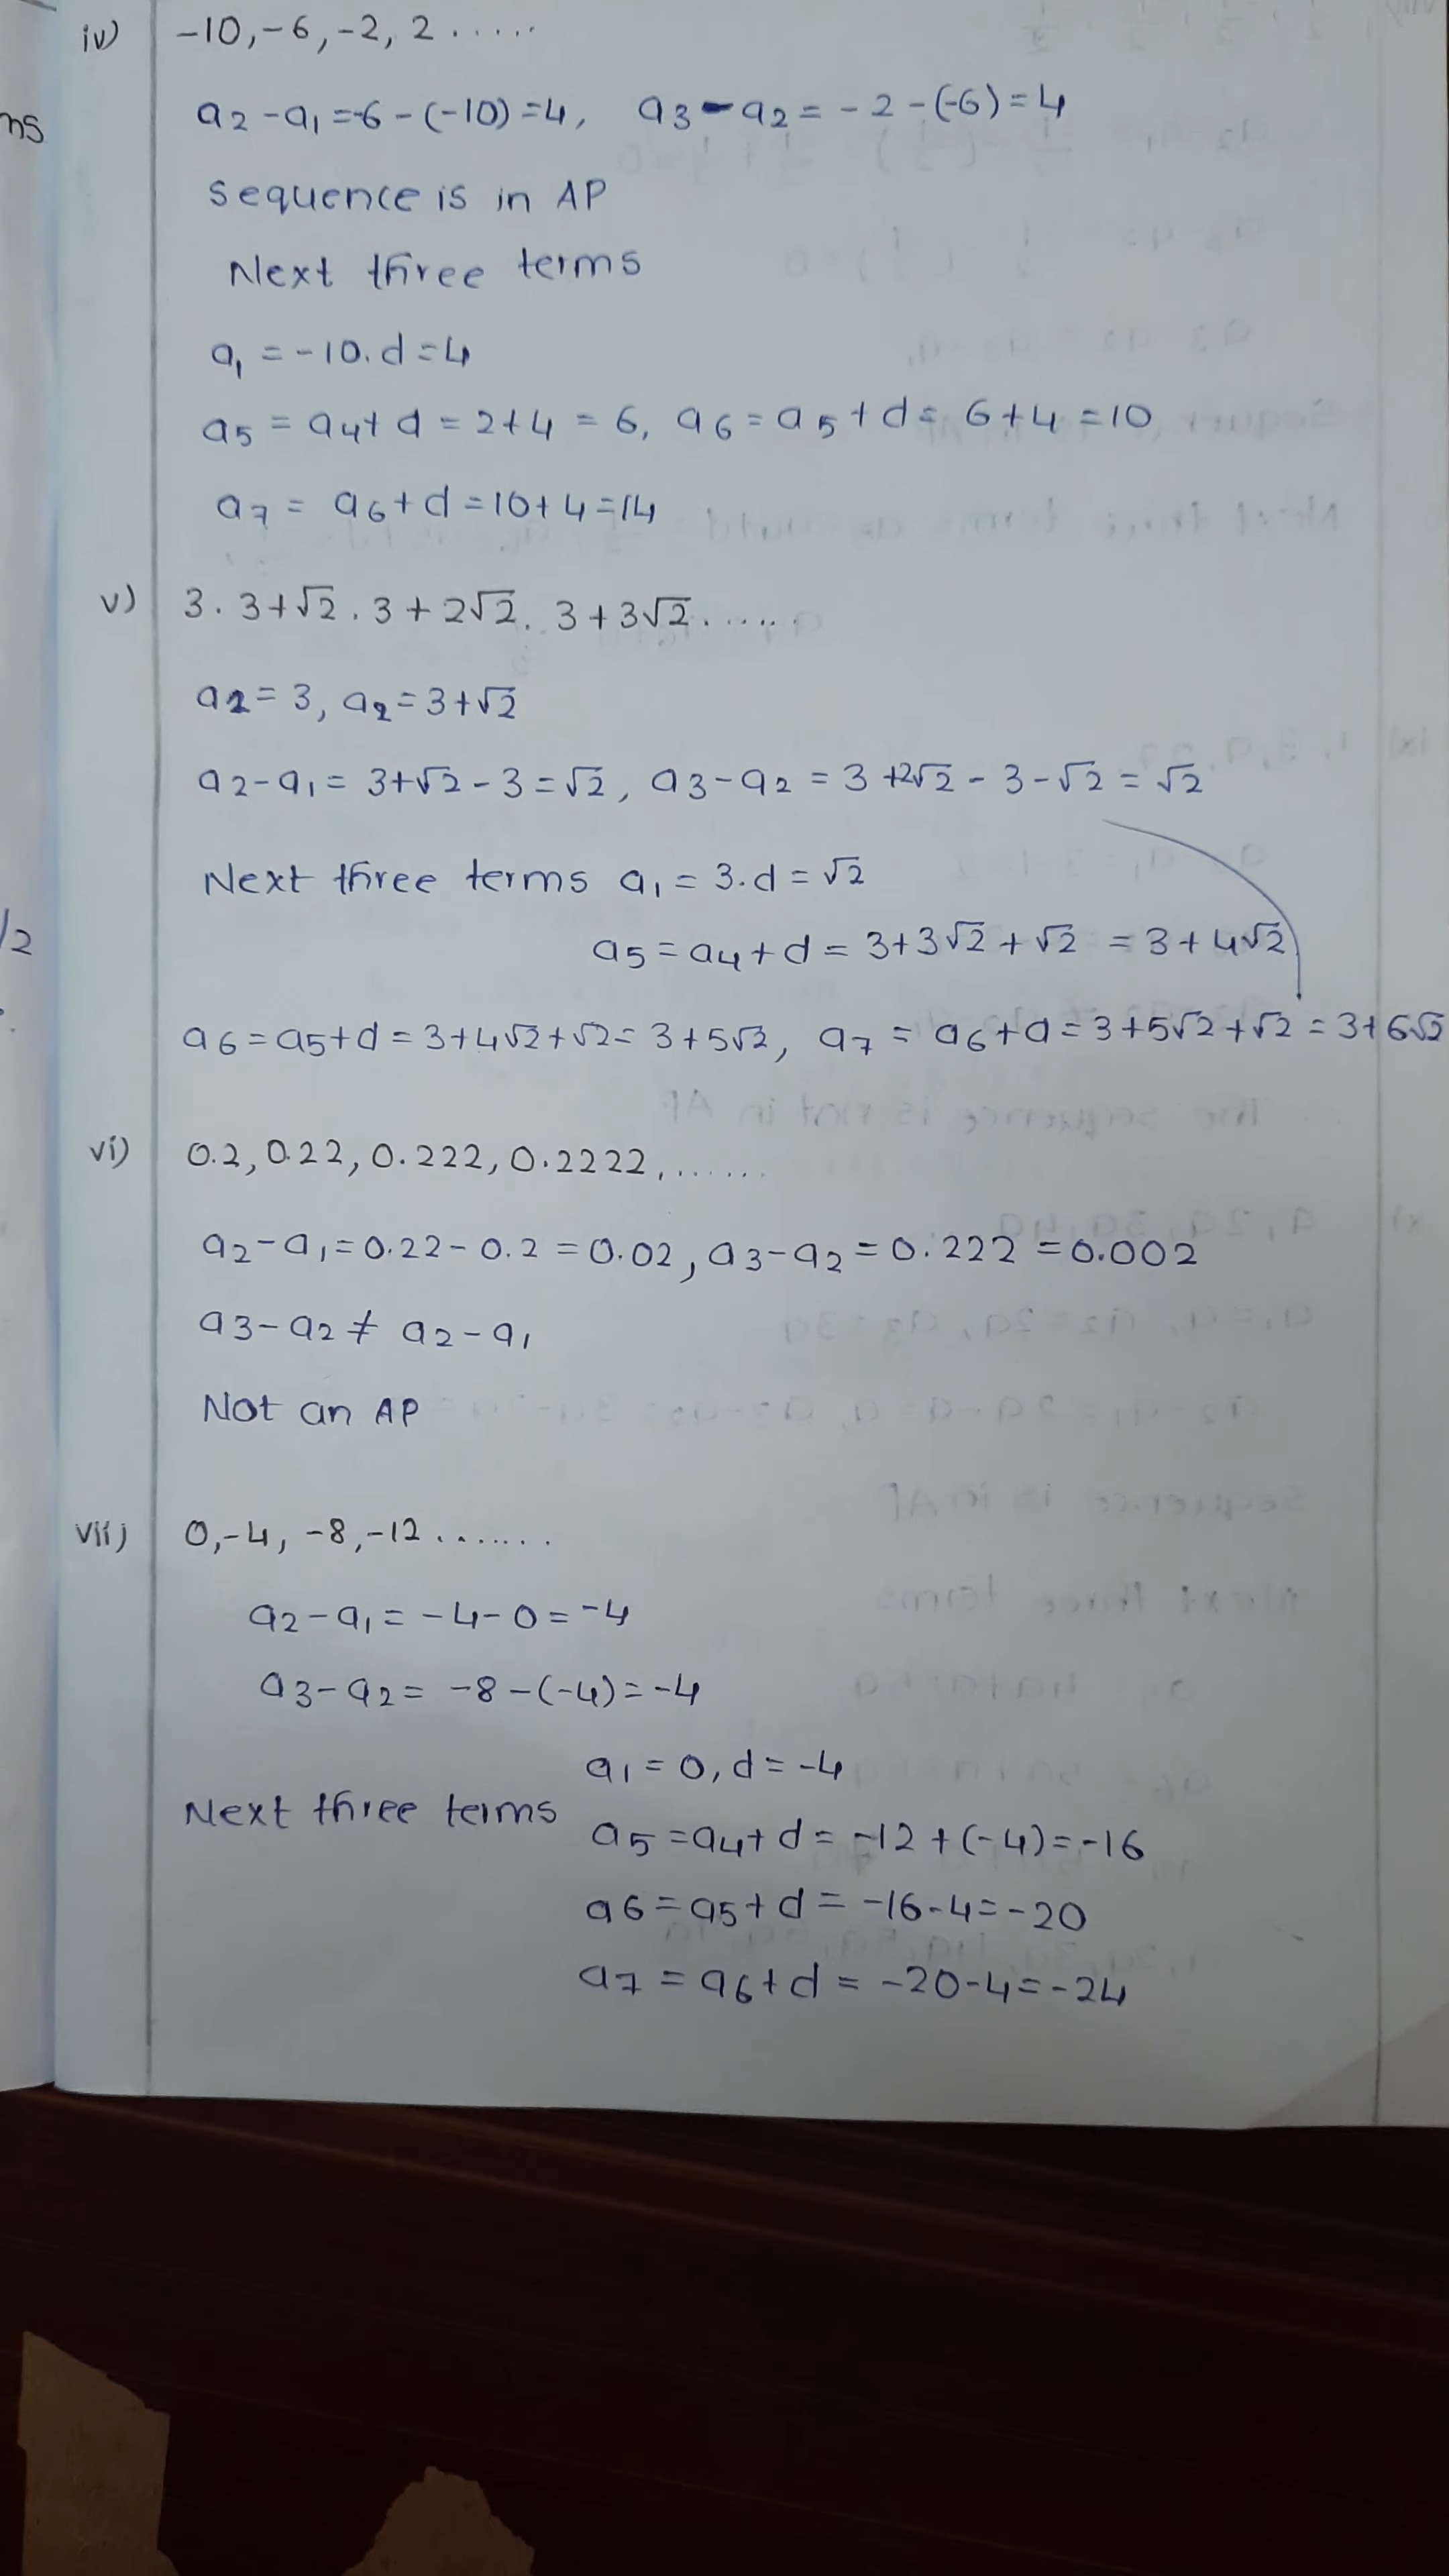 ns
/2
iv) -10, -6, -2, 2 .....
a2 - a1 = -6 - (-10) = 4, a3 - a2 = -2 - (-6) = 4
sequence is in AP
Next three terms
a1 = -10. d = 4
a5 = a4 + d = 2 + 4 = 6, a6 = a5 + d = 6 + 4 = 10
a7 = a6 + d = 10 + 4 = 14
v) 3. 3+√2. 3+2√2. 3+3√2.....
a1 = 3, a2 = 3+√2
a2 - a1 = 3+√2 - 3 = √2, a3 - a2 = 3+2√2 - 3 - √2 = √2
Next three terms a1 = 3. d = √2
a5 = a4 + d = 3+3√2 + √2 = 3+4√2
a6 = a5 + d = 3+4√2+√2 = 3+5√2, a7 = a6 + d = 3+5√2+√2 = 3+6√2
vi) 0.2, 0.22, 0.222, 0.2222, ......
a2 - a1 = 0.22 - 0.2 = 0.02, a3 - a2 = 0.222 = 0.002
a3 - a2 ≠ a2 - a1
Not an AP
vii) 0, -4, -8, -12 .......
a2 - a1 = -4 - 0 = -4
a3 - a2 = -8 - (-4) = -4
a1 = 0, d = -4
Next three terms
a5 = a4 + d = -12 + (-4) = -16
a6 = a5 + d = -16 - 4 = -20
a7 = a6 + d = -20 - 4 = -24